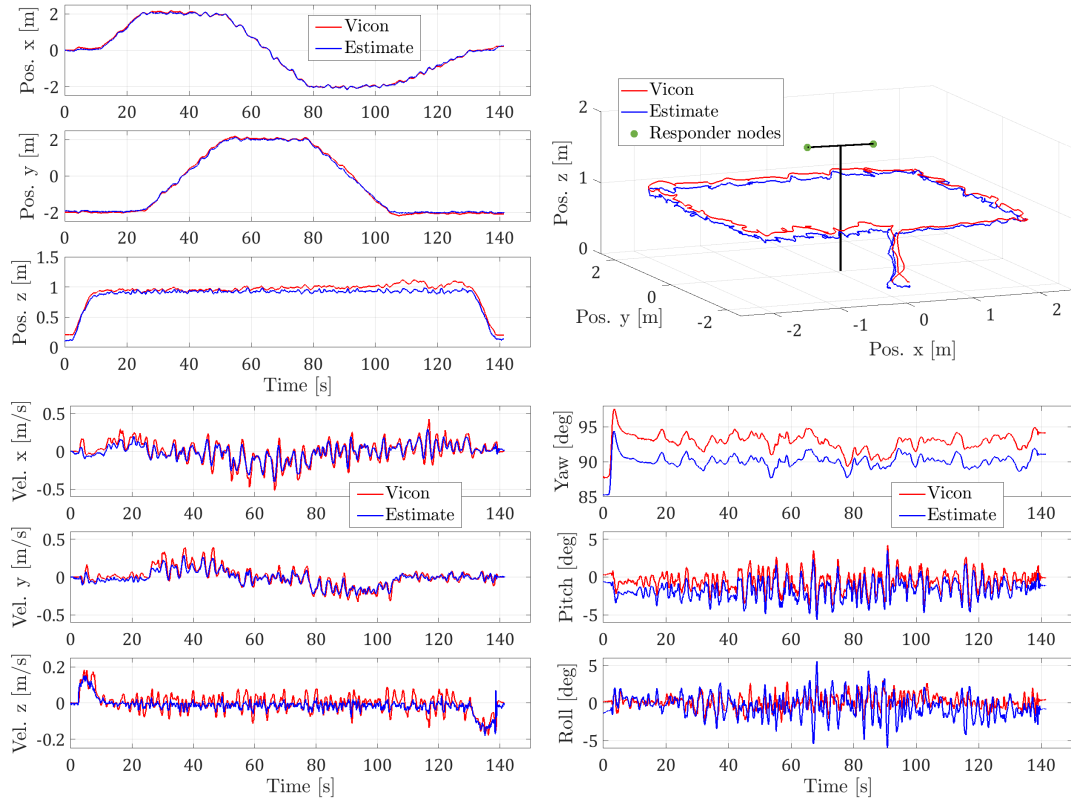 Pos. x [m]
2
0
-2
0 20 40 60 80 100 120 140
Vicon
Estimate
Pos. y [m]
2
0
-2
0 20 40 60 80 100 120 140
Pos. z [m]
1.5
1
0.5
0
0 20 40 60 80 100 120 140
Time [s]
Vicon
Estimate
Responder nodes
Pos. z [m]
2
1
0
2
0
-2
Pos. y [m]
-2
-1
0
1
2
Pos. x [m]
Vel. x [m/s]
0.5
0
-0.5
0 20 40 60 80 100 120 140
Vicon
Estimate
Vel. y [m/s]
0.5
0
-0.5
0 20 40 60 80 100 120 140
Vel. z [m/s]
0.2
0
-0.2
0 20 40 60 80 100 120 140
Time [s]
Yaw [deg]
95
90
85
0 20 40 60 80 100 120 140
Vicon
Estimate
Pitch [deg]
5
0
-5
0 20 40 60 80 100 120 140
Roll [deg]
5
0
-5
0 20 40 60 80 100 120 140
Time [s]